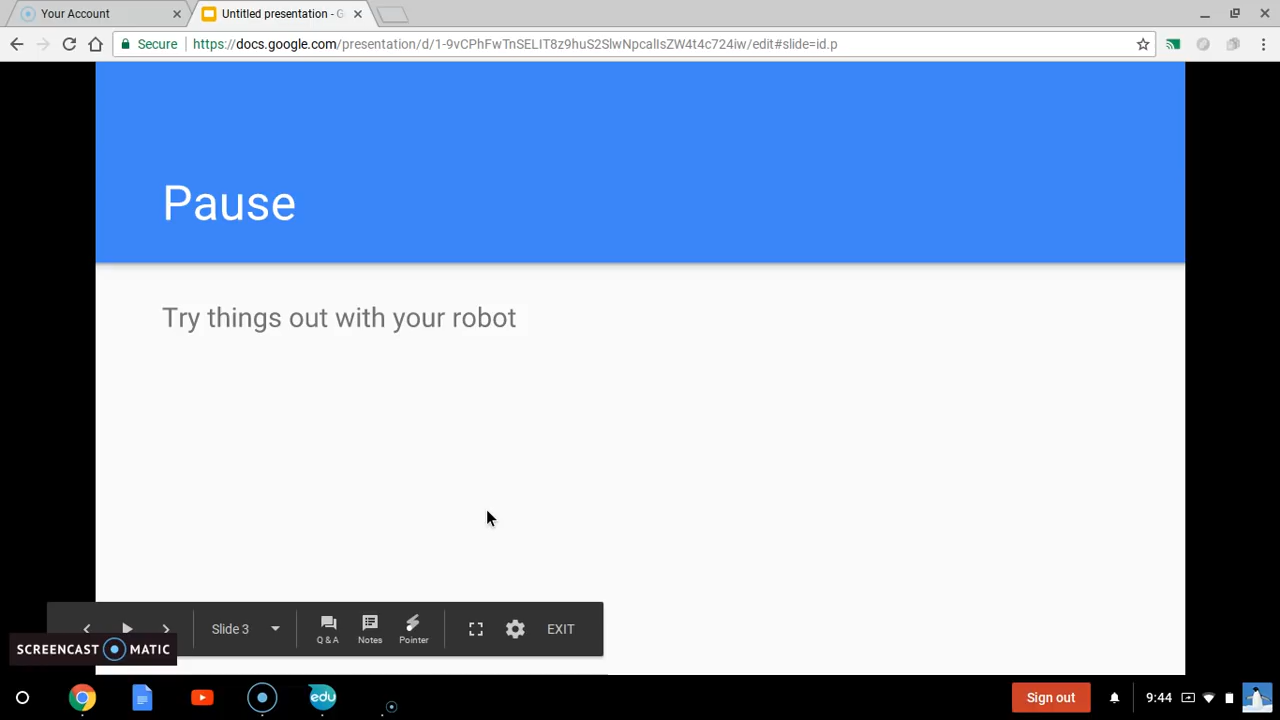 Your Account
Untitled presentation - G
Secure
https://docs.google.com/presentation/d/1-9vCPhFwTnSELIT8z9huS2SlwNpcalIsZW4t4c724iw/edit#slide=id.p
Pause
Try things out with your robot
Slide 3
Q & A
Notes
Pointer
EXIT
SCREENCAST MATIC
edu
Sign out
9:44